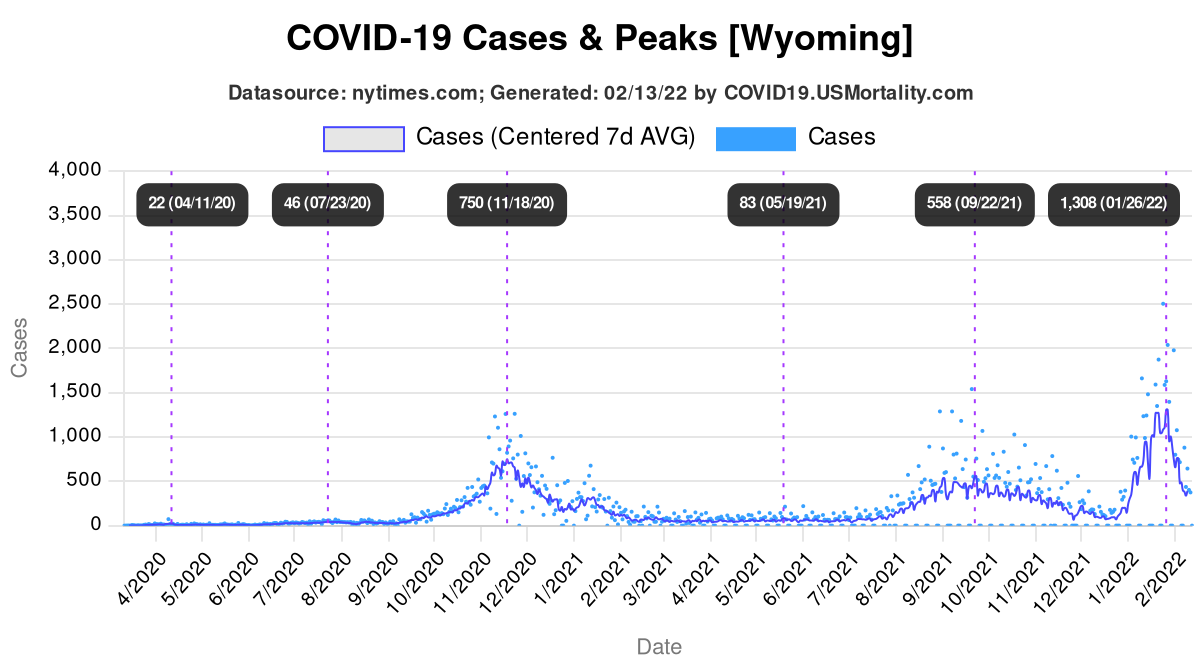 COVID-19 Cases & Peaks [Wyoming]
Datasource: nytimes.com; Generated: 02/13/22 by COVID19.USMortality.com
Cases (Centered 7d AVG) Cases
4,000
22 (04/11/20) 46 (07/23/20) 750 (11/18/20) 83 (05/19/21) 558 (09/22/21) 1,308 (01/26/22)
3,500
3,000
2,500
2,000
1,500
1,000
500
0
Cases
4/2020 5/2020 6/2020 7/2020 8/2020 9/2020 10/2020 11/2020 12/2020 1/2021 2/2021 3/2021 4/2021 5/2021 6/2021 7/2021 8/2021 9/2021 10/2021 11/2021 12/2021 1/2022 2/2022
Date